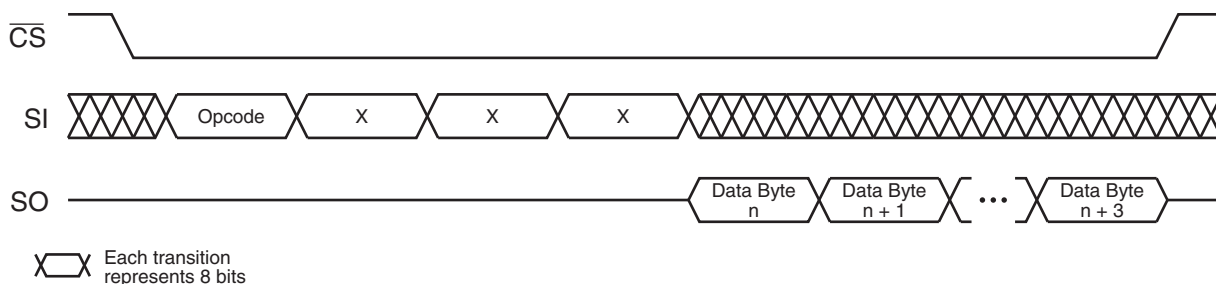 CS
SI
Opcode
X
X
X
SO
Data Byte
n
Data Byte
n + 1
•••
Data Byte
n + 3
Each transition
represents 8 bits